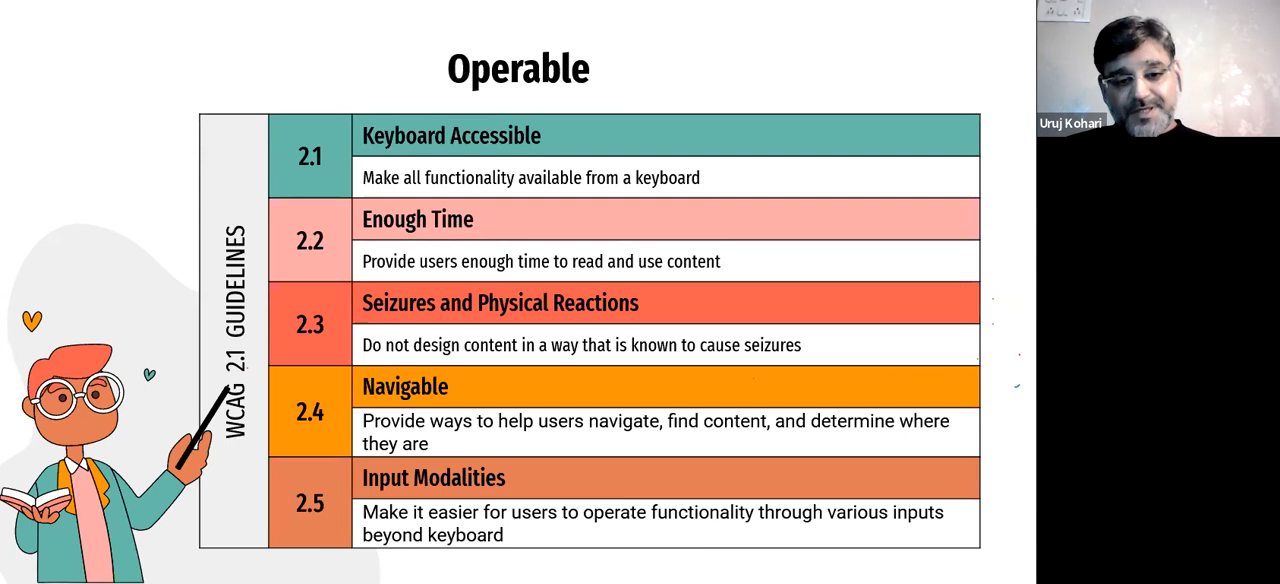 Operable
WCAG 2.1 GUIDELINES
2.1
Keyboard Accessible
Make all functionality available from a keyboard
2.2
Enough Time
Provide users enough time to read and use content
2.3
Seizures and Physical Reactions
Do not design content in a way that is known to cause seizures
2.4
Navigable
Provide ways to help users navigate, find content, and determine where
they are
2.5
Input Modalities
Make it easier for users to operate functionality through various inputs
beyond keyboard
Uruj Kohari